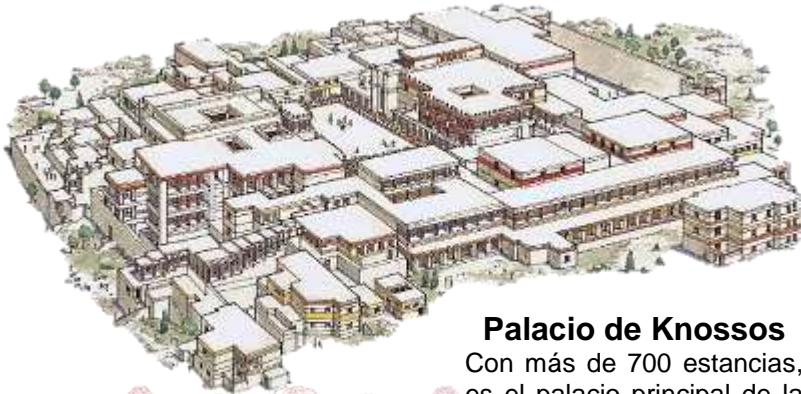 Palacio de Knossos
Con más de 700 estancias,
es el palacio principal de la